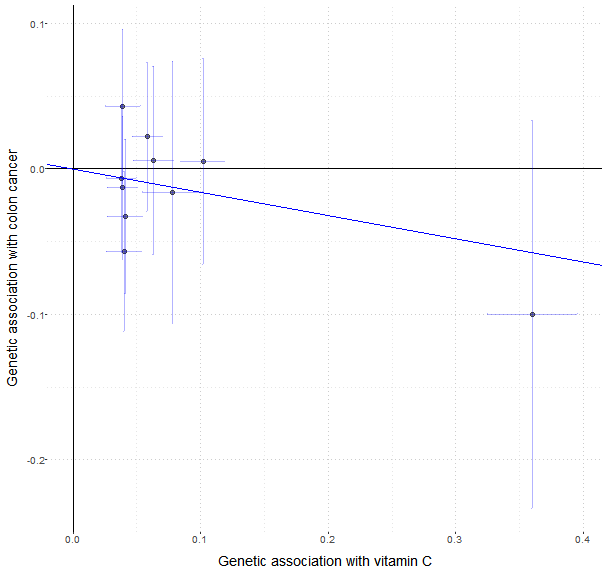 0.1
0.0
-0.1
-0.2
Genetic association with colon cancer
0.0 0.1 0.2 0.3 0.4
Genetic association with vitamin C